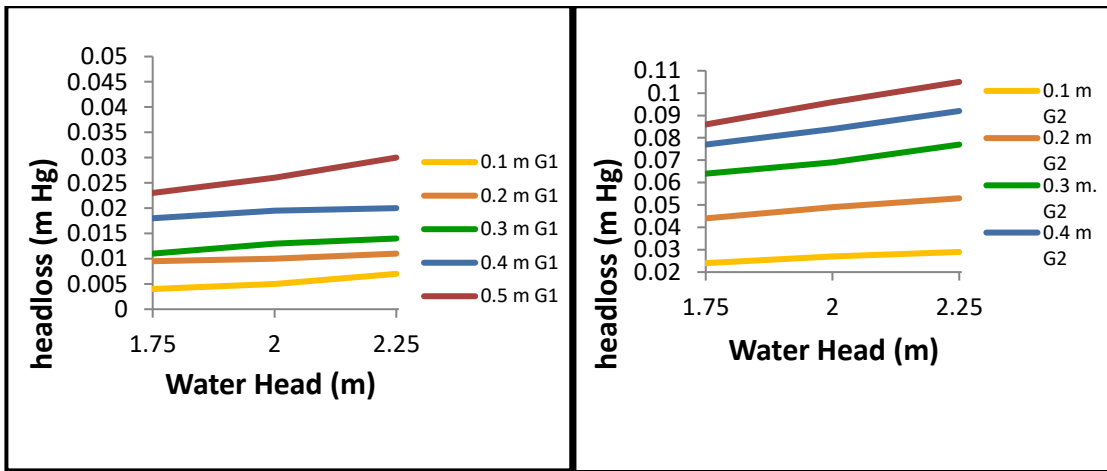 headloss (m Hg)
0.05
0.045
0.04
0.035
0.03
0.025
0.02
0.015
0.01
0.005
0
1.75 2 2.25
Water Head (m)
0.1 m G1
0.2 m G1
0.3 m G1
0.4 m G1
0.5 m G1
headloss (m Hg)
0.11
0.1
0.09
0.08
0.07
0.06
0.05
0.04
0.03
0.02
1.75 2 2.25
Water Head (m)
0.1 m
G2
0.2 m
G2
0.3 m.
G2
0.4 m
G2